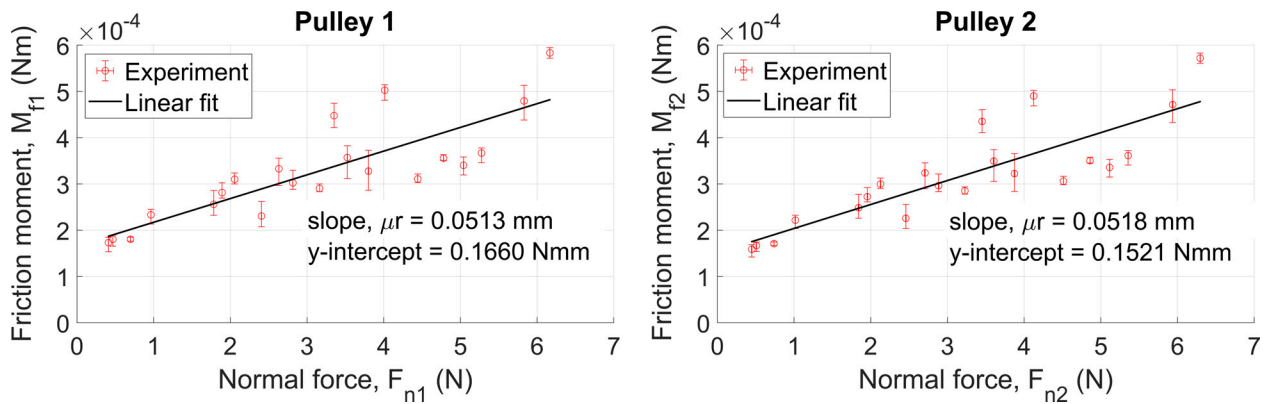 Pulley 1
×10⁻⁴
6
5
4
3
2
1
0
Friction moment, M_f1 (Nm)
Experiment
Linear fit
slope, μr = 0.0513 mm
y-intercept = 0.1660 Nmm
0 1 2 3 4 5 6 7
Normal force, F_n1 (N)
Pulley 2
×10⁻⁴
6
5
4
3
2
1
0
Friction moment, M_f2 (Nm)
Experiment
Linear fit
slope, μr = 0.0518 mm
y-intercept = 0.1521 Nmm
0 1 2 3 4 5 6 7
Normal force, F_n2 (N)